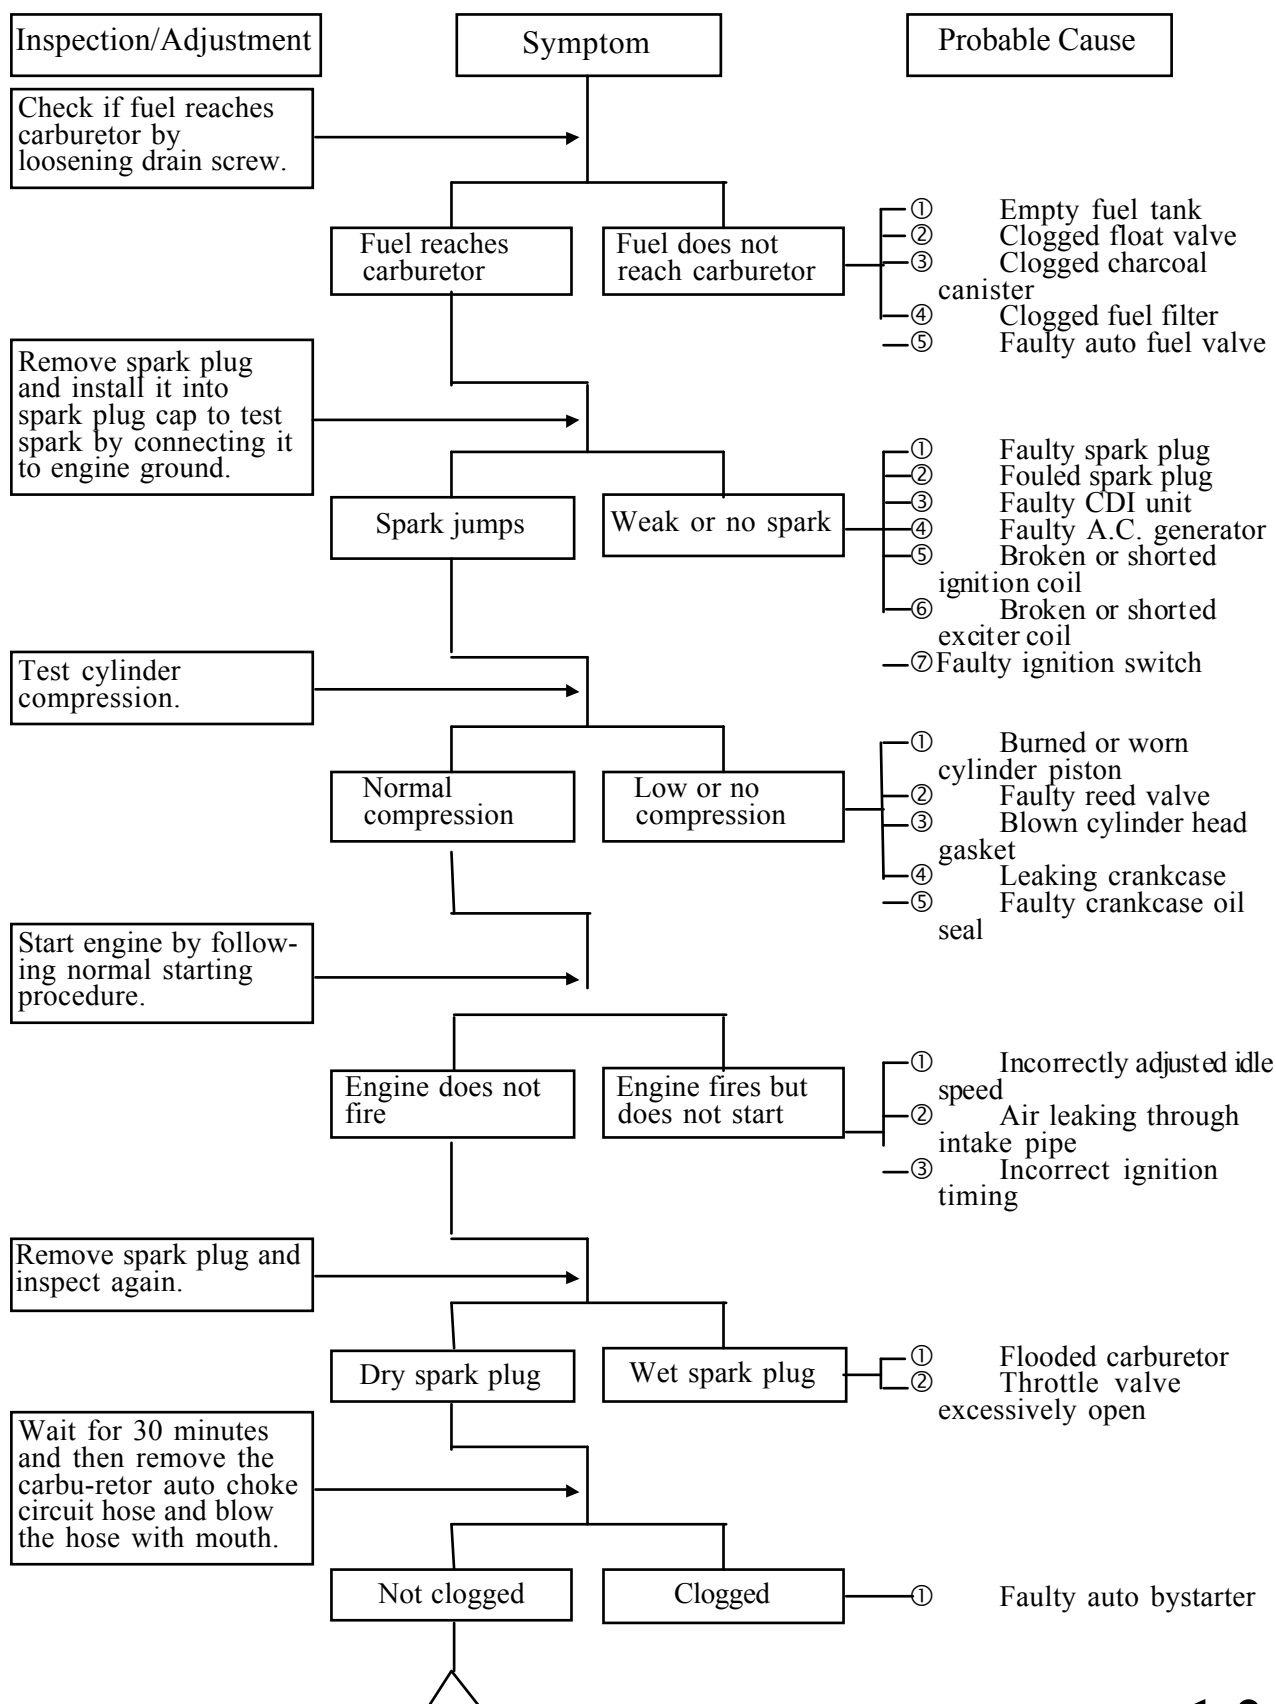 Inspection/Adjustment
Symptom
Probable Cause
Check if fuel reaches
carburetor by
loosening drain screw.
Fuel reaches
carburetor
Fuel does not
reach carburetor
① Empty fuel tank
② Clogged float valve
③ Clogged charcoal
canister
④ Clogged fuel filter
⑤ Faulty auto fuel valve
Remove spark plug
and install it into
spark plug cap to test
spark by connecting it
to engine ground.
Spark jumps
Weak or no spark
① Faulty spark plug
② Fouled spark plug
③ Faulty CDI unit
④ Faulty A.C. generator
⑤ Broken or shorted
ignition coil
⑥ Broken or shorted
exciter coil
⑦Faulty ignition switch
Test cylinder
compression.
Normal
compression
Low or no
compression
① Burned or worn
cylinder piston
② Faulty reed valve
③ Blown cylinder head
gasket
④ Leaking crankcase
⑤ Faulty crankcase oil
seal
Start engine by follow-
ing normal starting
procedure.
Engine does not
fire
Engine fires but
does not start
① Incorrectly adjusted idle
speed
② Air leaking through
intake pipe
③ Incorrect ignition
timing
Remove spark plug and
inspect again.
Dry spark plug
Wet spark plug
① Flooded carburetor
② Throttle valve
excessively open
Wait for 30 minutes
and then remove the
carbu-retor auto choke
circuit hose and blow
the hose with mouth.
Not clogged
Clogged
① Faulty auto bystarter